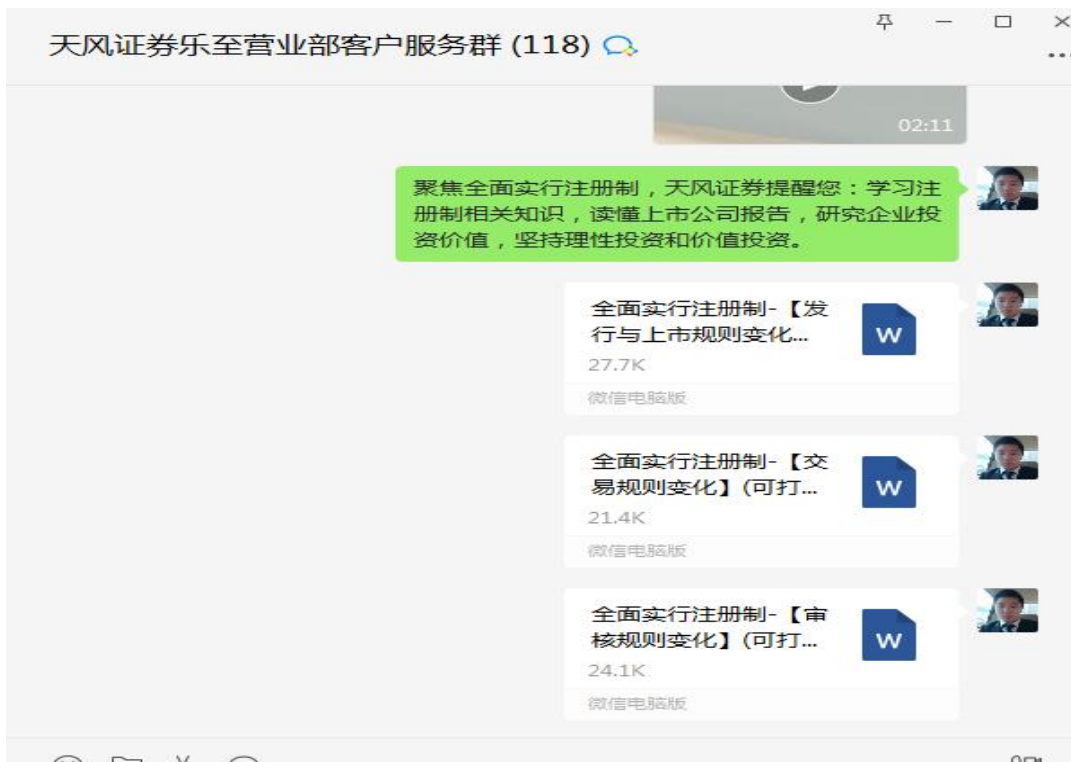 天风证券乐至营业部客户服务群 (118)
02:11
聚焦全面实行注册制，天风证券提醒您：学习注
册制相关知识，读懂上市公司报告，研究企业投
资价值，坚持理性投资和价值投资。
全面实行注册制-【发
行与上市规则变化...
27.7K
微信电脑版
全面实行注册制-【交
易规则变化】(可打...
21.4K
微信电脑版
全面实行注册制-【审
核规则变化】(可打...
24.1K
微信电脑版